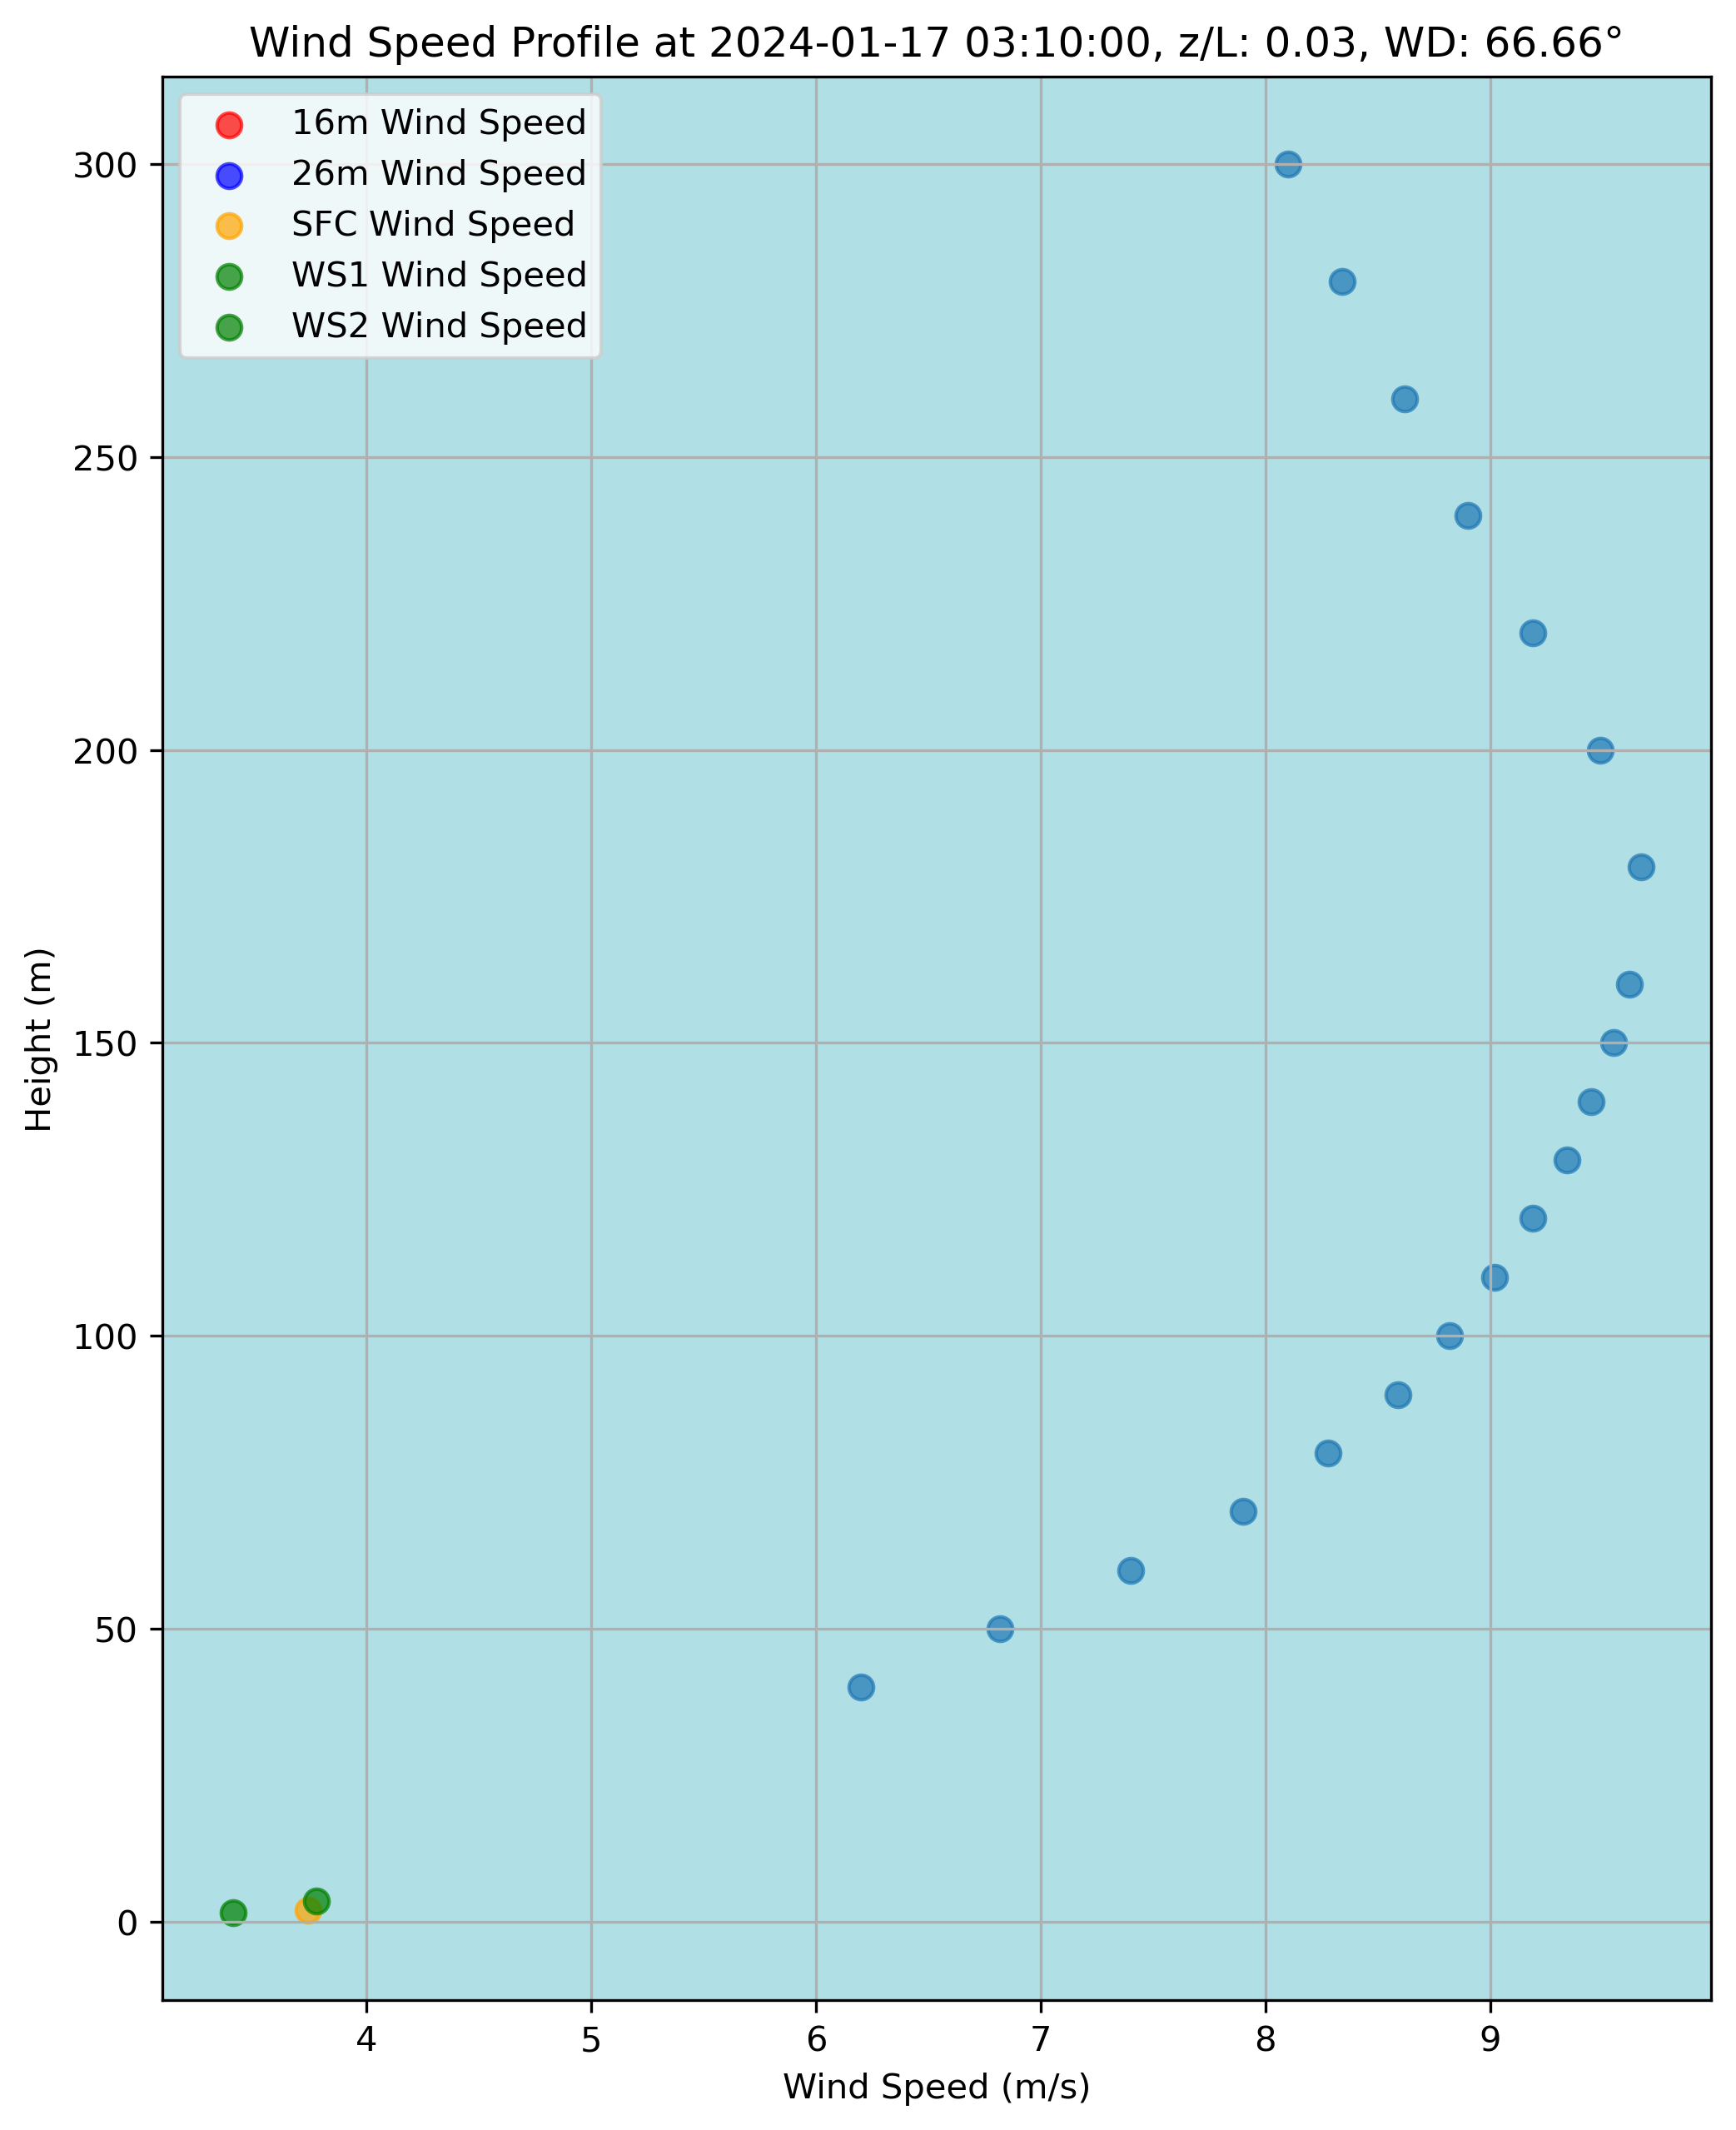 Wind Speed Profile at 2024-01-17 03:10:00, z/L: 0.03, WD: 66.66°
16m Wind Speed
26m Wind Speed
SFC Wind Speed
WS1 Wind Speed
WS2 Wind Speed
300
250
200
150
100
50
0
Height (m)
4 5 6 7 8 9
Wind Speed (m/s)